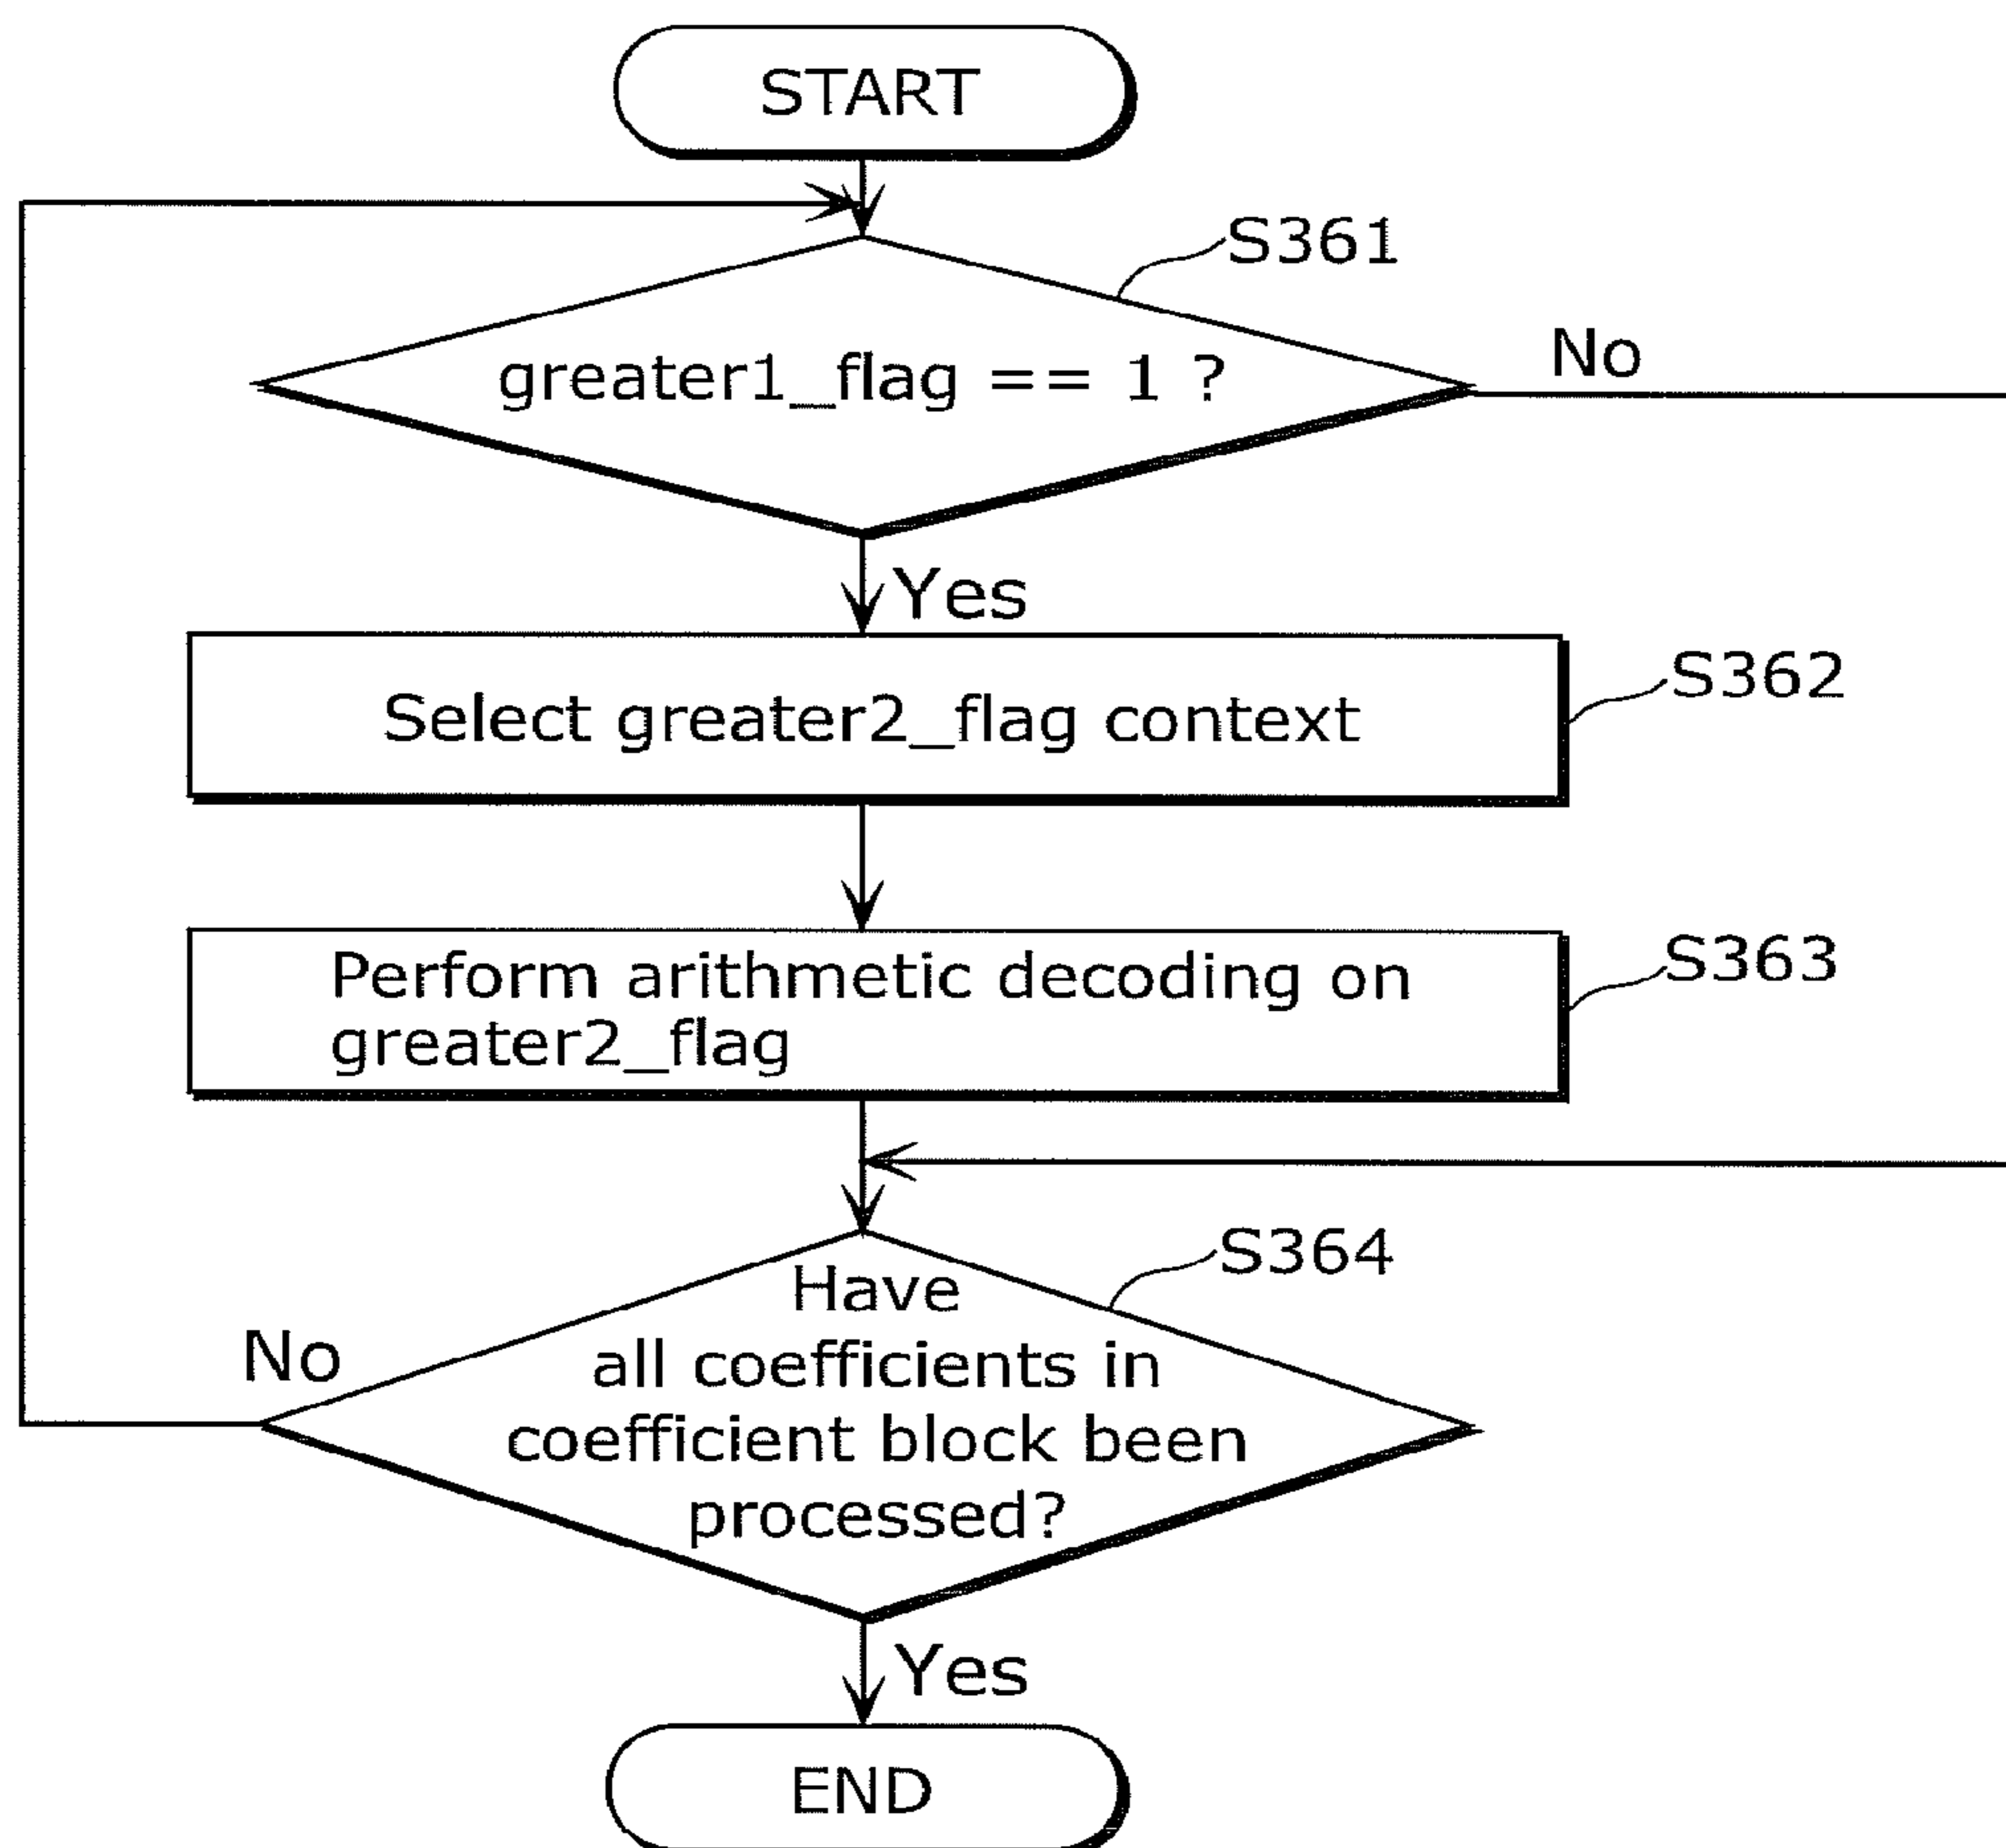 START
S361
greater1_flag == 1 ?
No
Yes
Select greater2_flag context
S362
Perform arithmetic decoding on
greater2_flag
S363
S364
Have
all coefficients in
coefficient block been
processed?
No
Yes
END